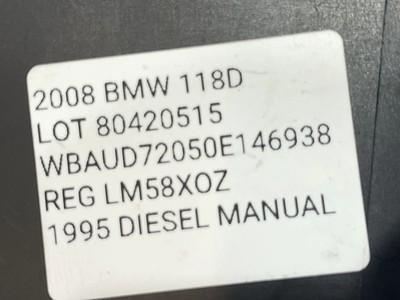 2008 BMW 118D
LOT 80420515
WBAUD72050E146938
REG LM58XOZ
1995 DIESEL MANUAL